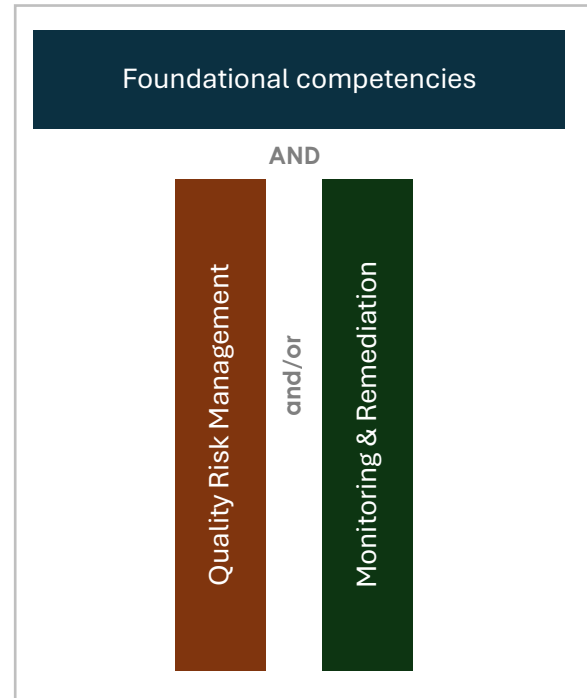 Foundational competencies
AND
Quality Risk Management
and/or
Monitoring & Remediation